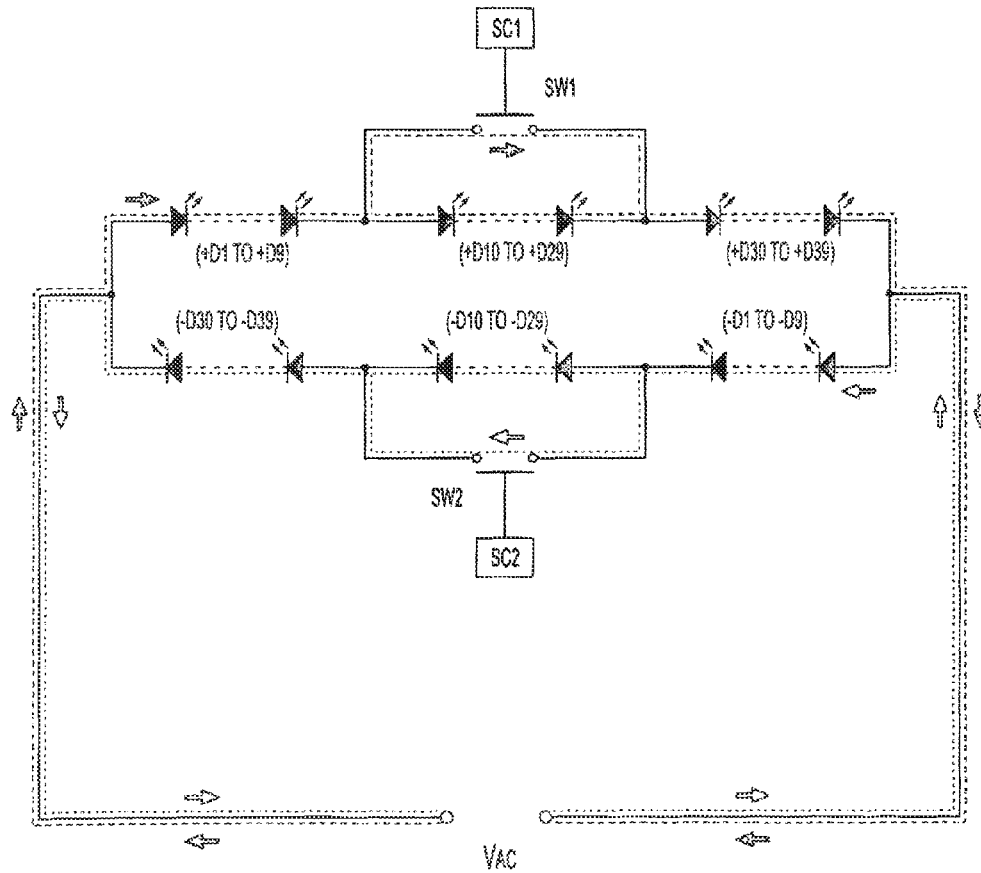 SC1
SW1
(+D1 TO +D9)
(+D10 TO +D29)
(+D30 TO +D39)
(-D30 TO -D39)
(-D10 TO -D29)
(-D1 TO -D9)
SW2
SC2
VAC